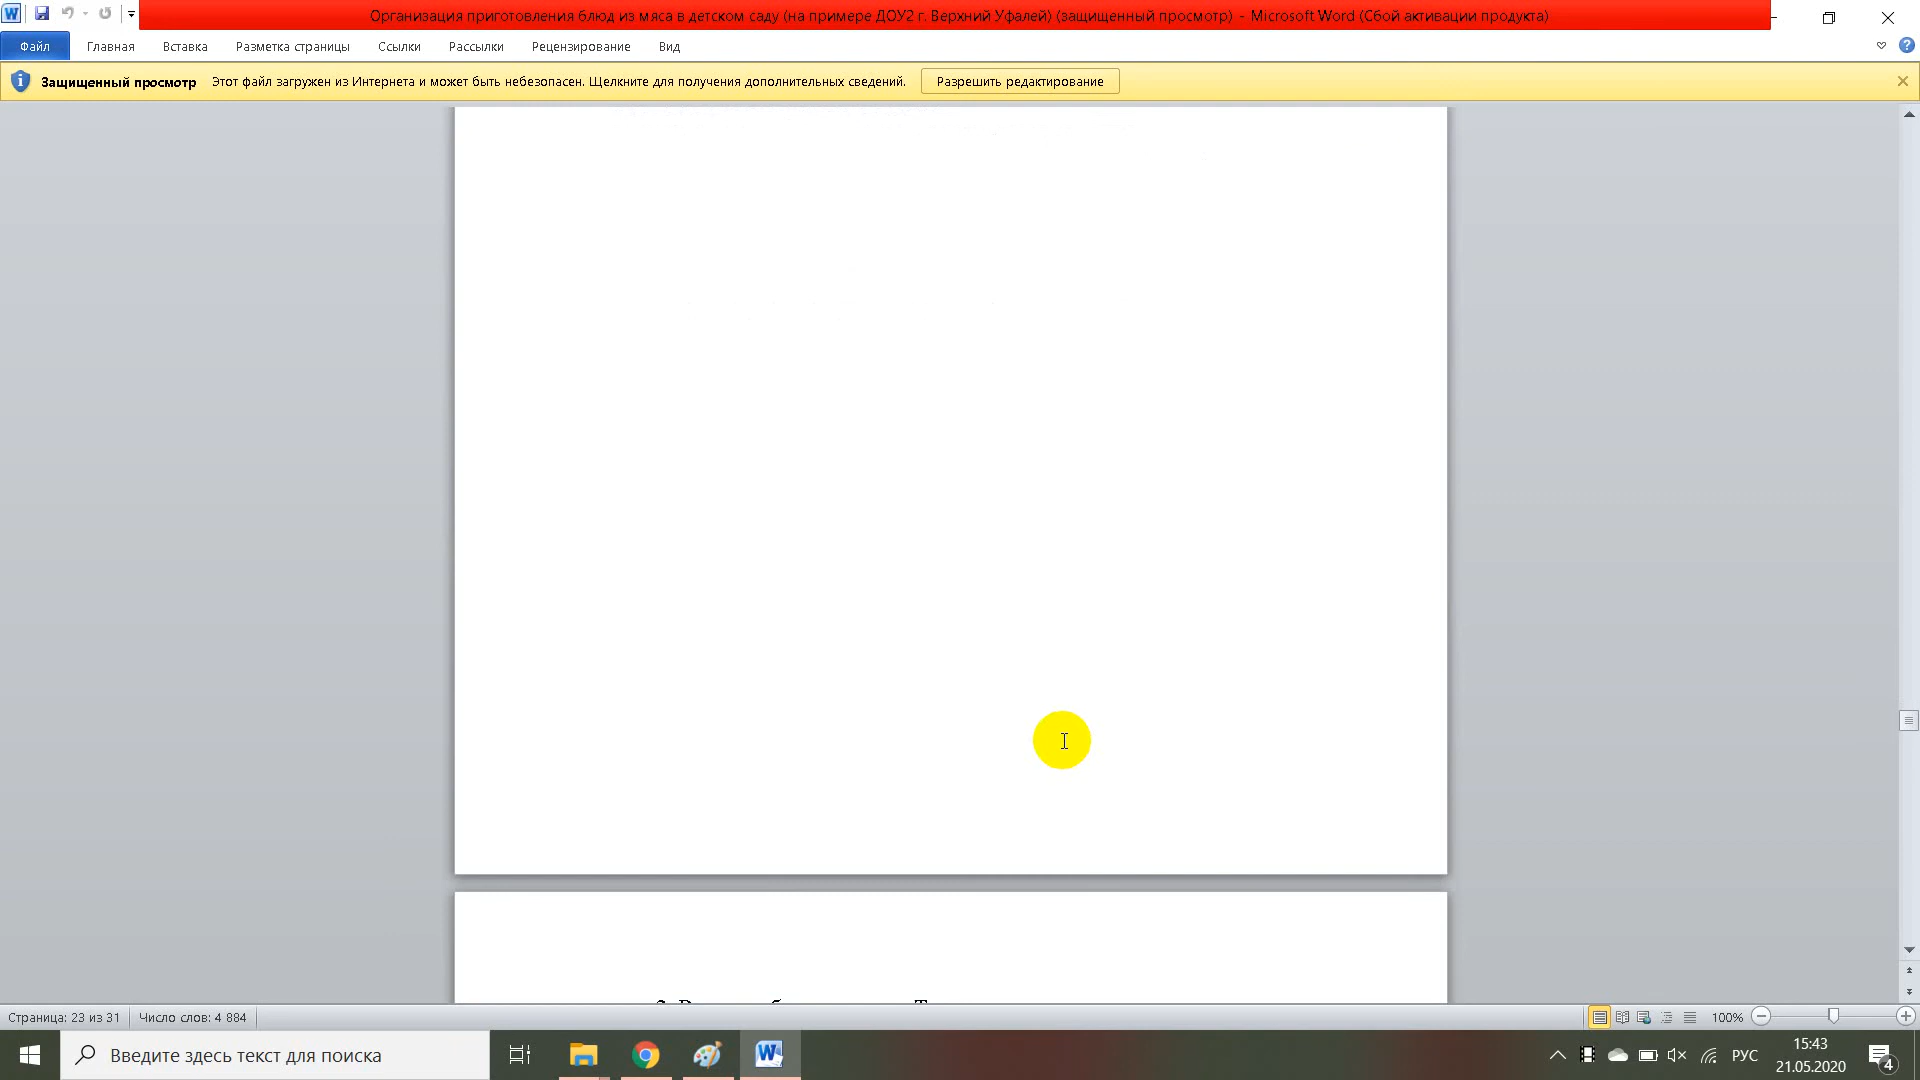 Организация приготовления блюд из мяса в детском саду (на примере ДОУ2 г. Верхний Уфалей) (защищенный просмотр) - Microsoft Word (Сбой активации продукта)
Файл Главная Вставка Разметка страницы Ссылки Рассылки Рецензирование Вид
Защищенный просмотр Этот файл загружен из Интернета и может быть небезопасен. Щелкните для получения дополнительных сведений. Разрешить редактирование
Страница: 23 из 31 Число слов: 4 884 100%
Введите здесь текст для поиска
РУС
15:43
21.05.2020
4